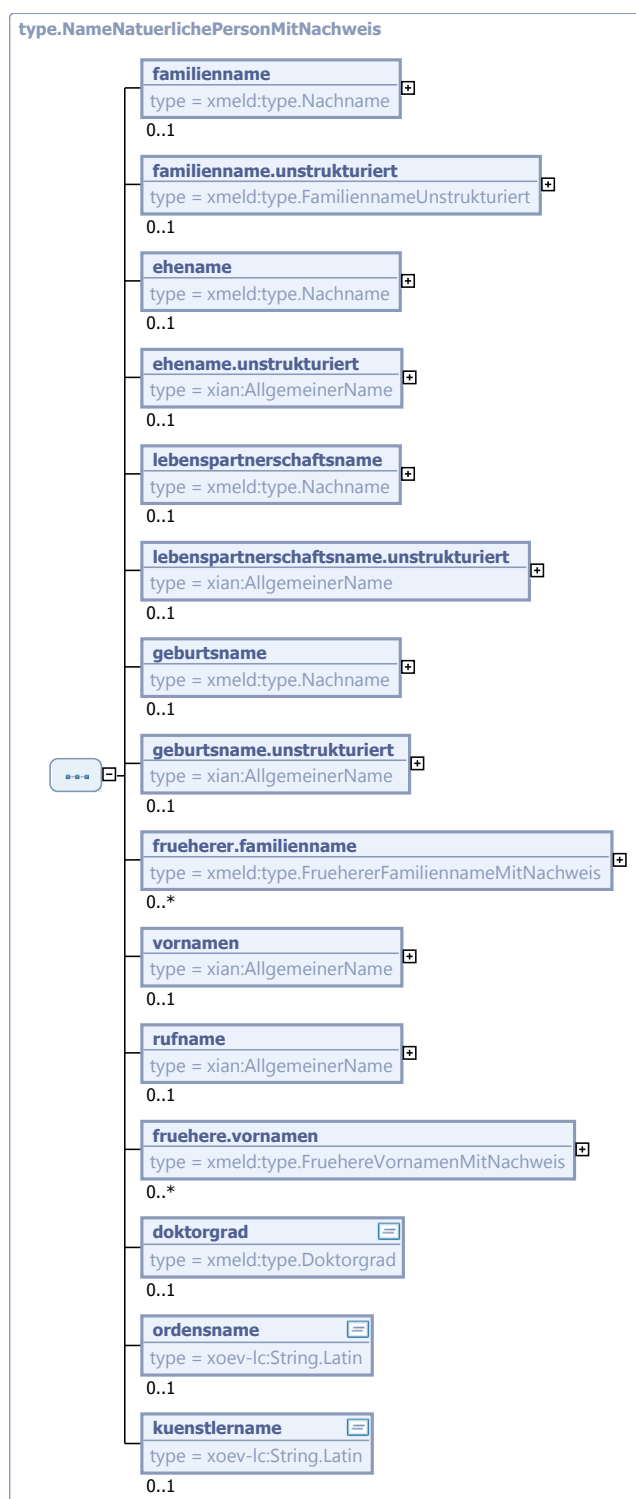 type.NameNatuerlichePersonMitNachweis
familienname
type = xmeld:type.Nachname
0..1
familienname.unstrukturiert
type = xmeld:type.FamiliennameUnstrukturiert
0..1
ehename
type = xmeld:type.Nachname
0..1
ehename.unstrukturiert
type = xian:AllgemeinerName
0..1
lebenspartnerschaftsname
type = xmeld:type.Nachname
0..1
lebenspartnerschaftsname.unstrukturiert
type = xian:AllgemeinerName
0..1
geburtsname
type = xmeld:type.Nachname
0..1
geburtsname.unstrukturiert
type = xian:AllgemeinerName
0..1
frueherer.familienname
type = xmeld:type.FruehererFamiliennameMitNachweis
0..*
vornamen
type = xian:AllgemeinerName
0..1
rufname
type = xian:AllgemeinerName
0..1
fruehere.vornamen
type = xmeld:type.FruehereVornamenMitNachweis
0..*
doktorgrad
type = xmeld:type.Doktorgrad
0..1
ordensname
type = xoev-lc:String.Latin
0..1
kuenstlername
type = xoev-lc:String.Latin
0..1